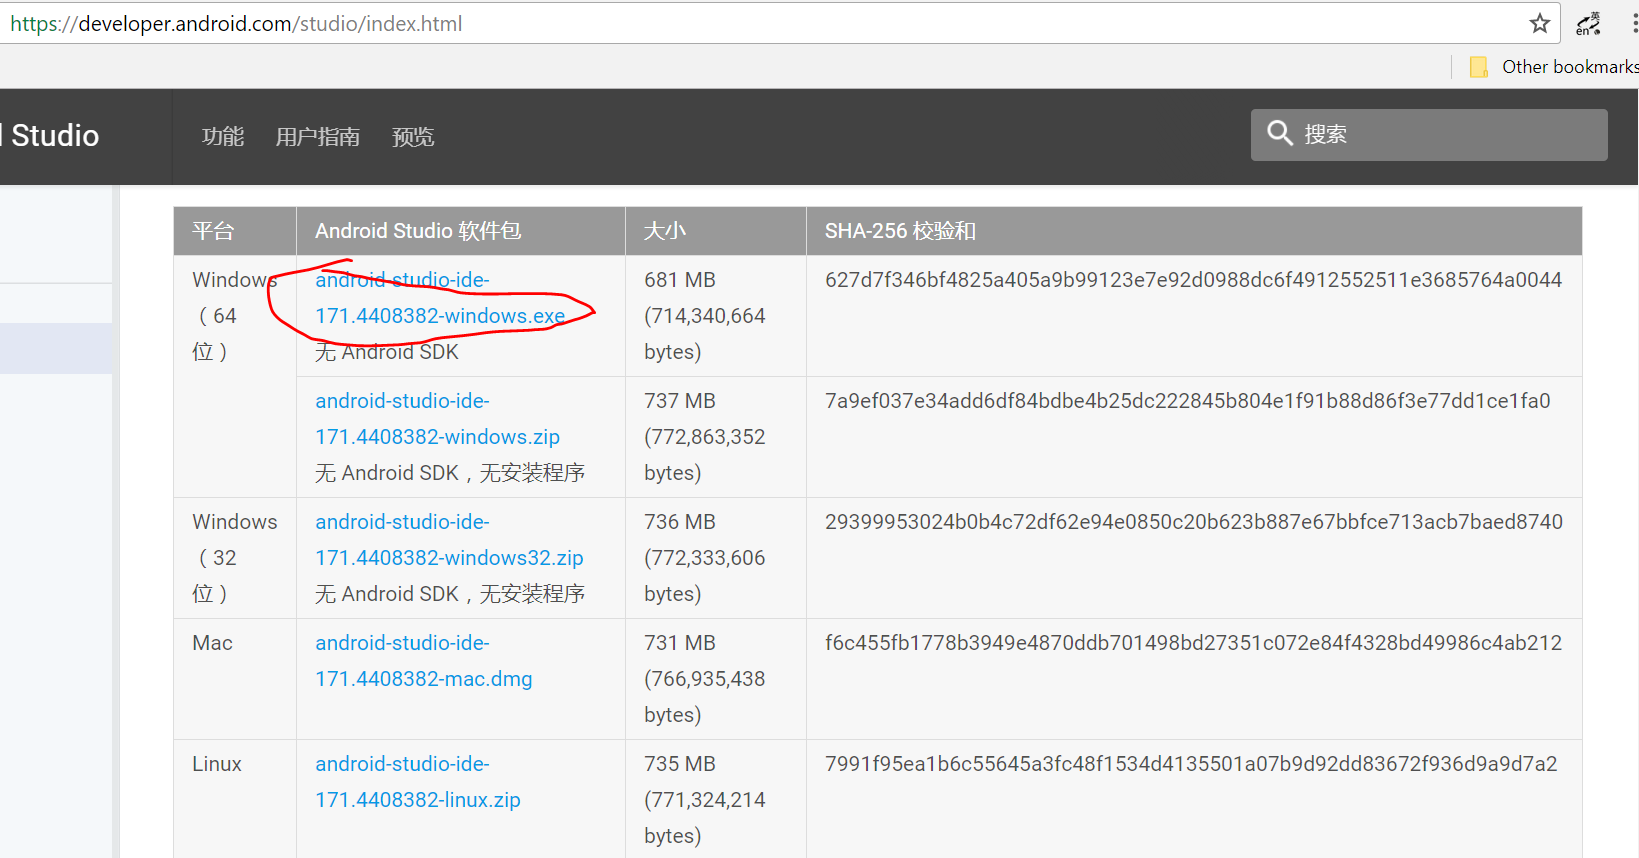 https://developer.android.com/studio/index.html
英
en
Other bookmarks
Studio
功能
用户指南
预览
搜索
平台
Android Studio 软件包
大小
SHA-256 校验和
Windows
（64
位）
android-studio-ide-
171.4408382-windows.exe
无 Android SDK
681 MB
(714,340,664
bytes)
627d7f346bf4825a405a9b99123e7e92d0988dc6f4912552511e3685764a0044
android-studio-ide-
171.4408382-windows.zip
无 Android SDK，无安装程序
737 MB
(772,863,352
bytes)
7a9ef037e34add6df84bdbe4b25dc222845b804e1f91b88d86f3e77dd1ce1fa0
Windows
（32
位）
android-studio-ide-
171.4408382-windows32.zip
无 Android SDK，无安装程序
736 MB
(772,333,606
bytes)
29399953024b0b4c72df62e94e0850c20b623b887e67bbfce713acb7baed8740
Mac
android-studio-ide-
171.4408382-mac.dmg
731 MB
(766,935,438
bytes)
f6c455fb1778b3949e4870ddb701498bd27351c072e84f4328bd49986c4ab212
Linux
android-studio-ide-
171.4408382-linux.zip
735 MB
(771,324,214
bytes)
7991f95ea1b6c55645a3fc48f1534d4135501a07b9d92dd83672f936d9a9d7a2